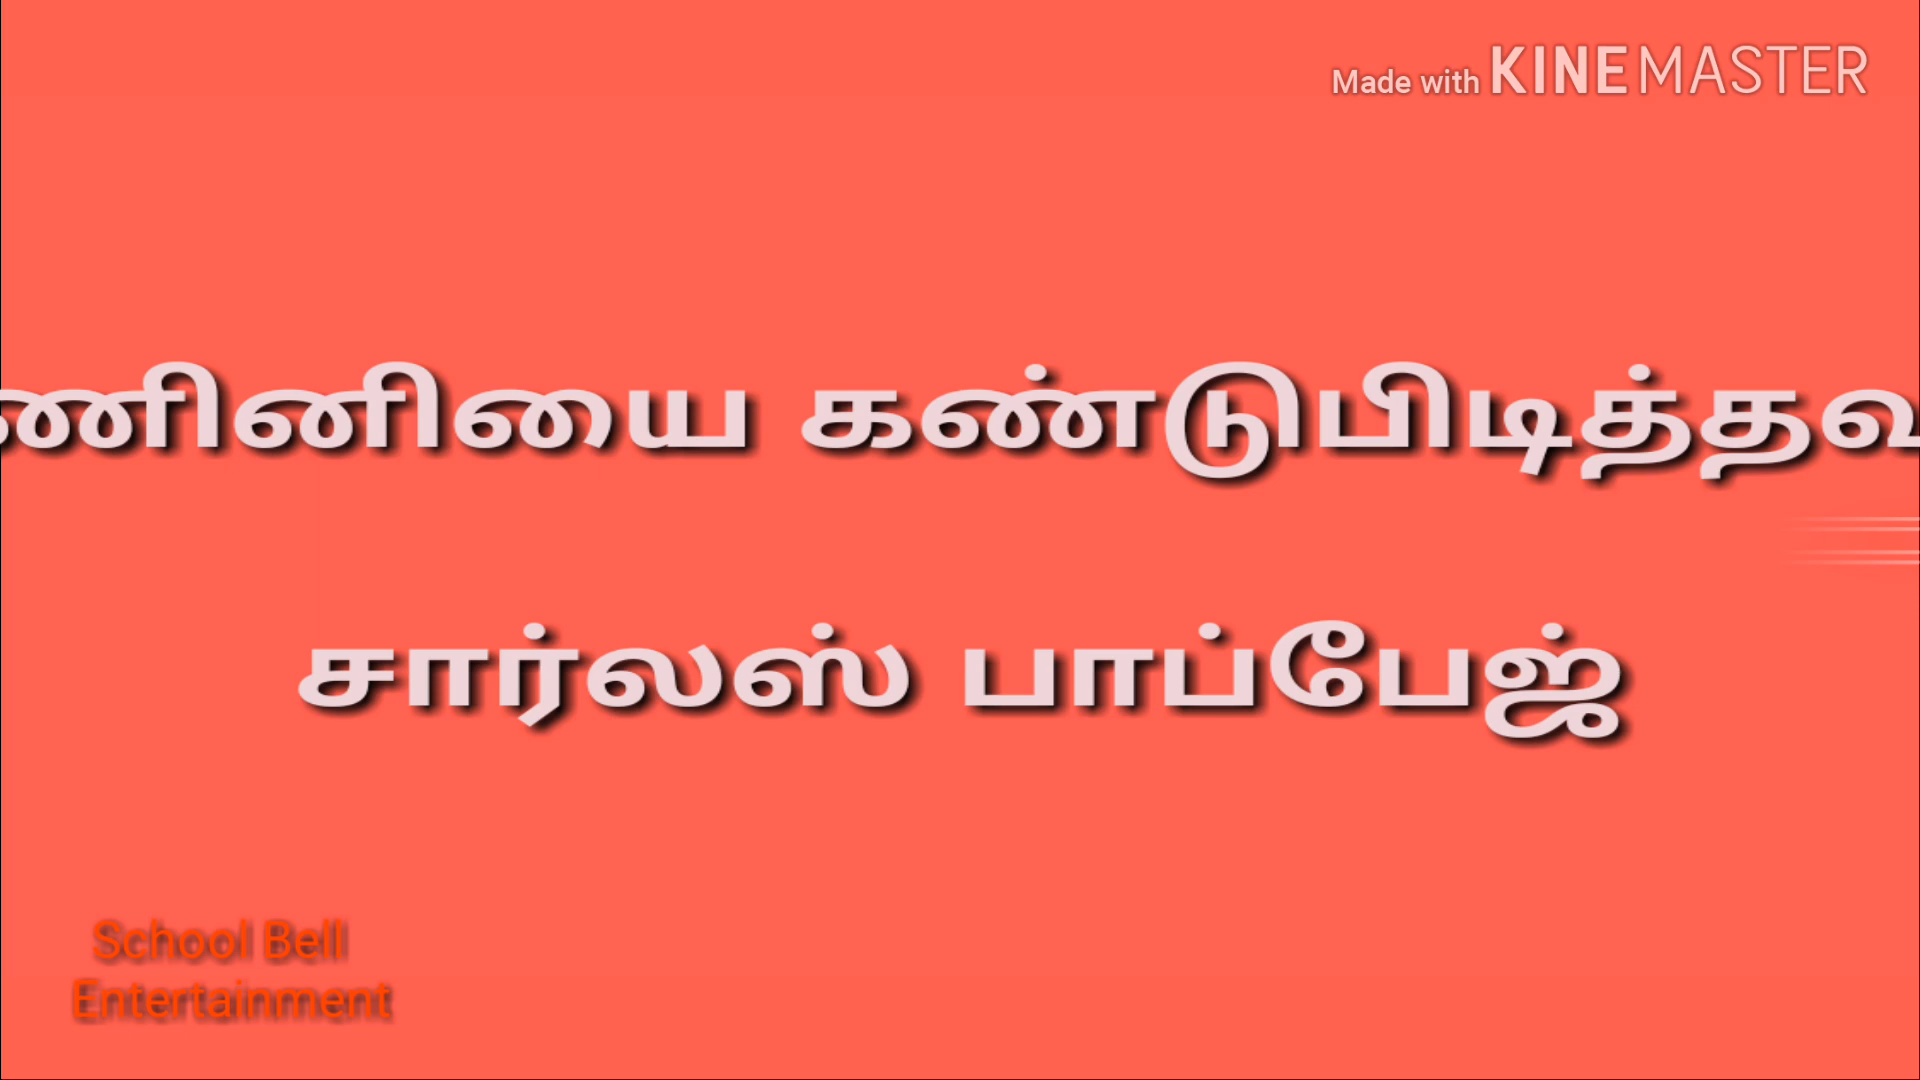 Made with KINEMASTER
ணினியை கண்டுபிடித்தவ
சார்லஸ் பாப்பேஜ்
School Bell
Entertainment